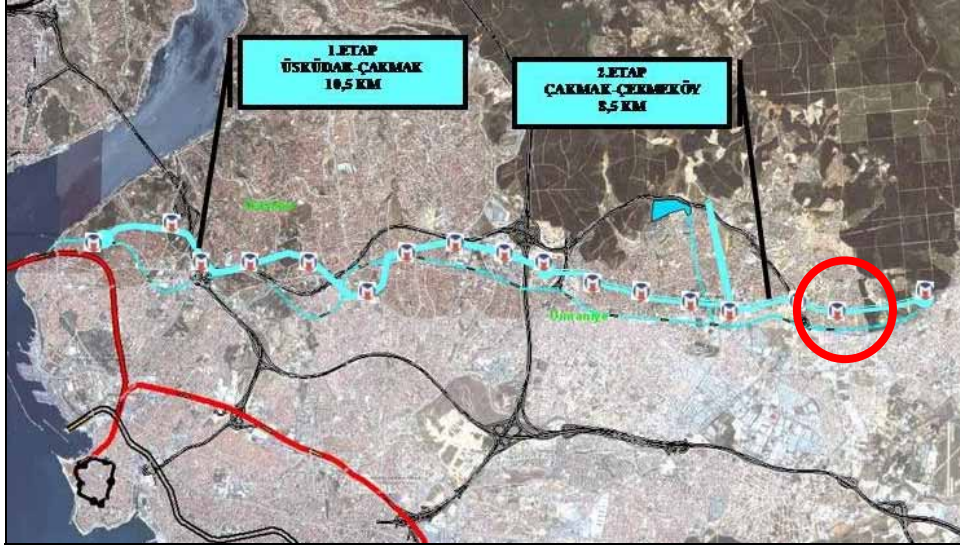 1.ETAP
ÜSKÜDAR-ÇAKMAK
10,5 KM
2.ETAP
ÇAKMAK-ÇEKMEKÖY
8,5 KM
Ümraniye